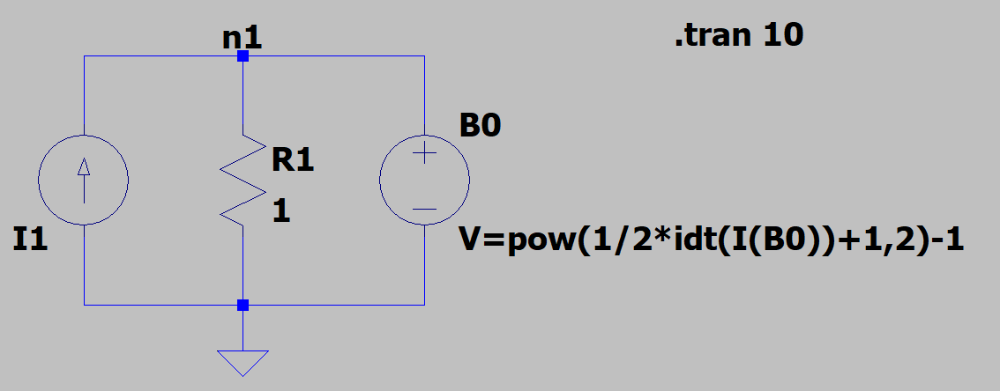 n1
.tran 10
B0
R1
1
I1
V=pow(1/2*idt(I(B0))+1,2)-1